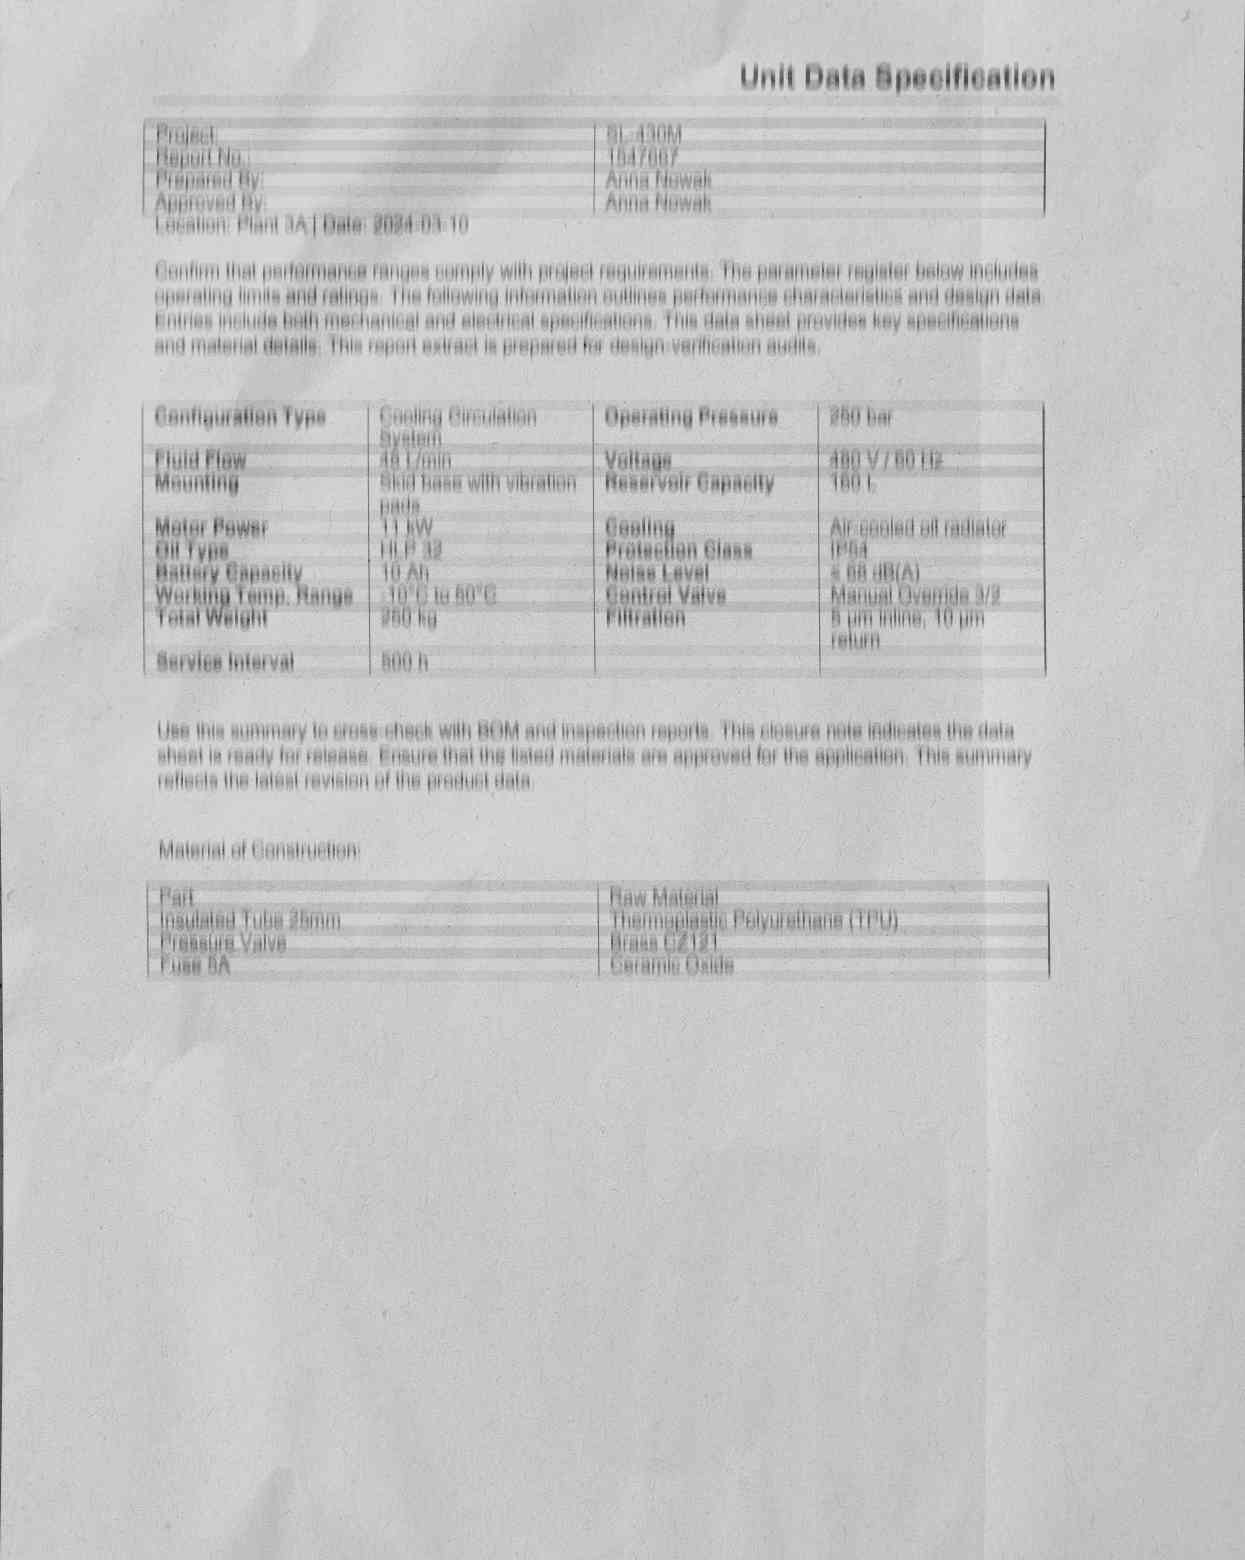 Unit Data Specification
Project: SL-430M
Report No.:
Prepared By: Anna Nowak
Approved By: Anna Nowak
Location: Plant 3A | Date: 2024-03-10
Confirm that performance ranges comply with project requirements. The parameter register below includes
operating limits and ratings. The following information outlines performance characteristics and design data.
Entries include both mechanical and electrical specifications. This data sheet provides key specifications
and material details. This report extract is prepared for design verification audits.
Configuration Type Cooling Circulation Operating Pressure 250 bar
System
Fluid Flow L/min Voltage 480 V / 60 Hz
Mounting Skid base with vibration Reservoir Capacity 160 L
pads
Motor Power 11 kW Cooling Air-cooled oil radiator
Oil Type HLP 32 Protection Class
Battery Capacity 10 Ah Noise Level ≤ 68 dB(A)
Working Temp. Range -10°C to 60°C Control Valve Manual Override
Total Weight 250 kg Filtration 5 µm inline, 10 µm
return
Service Interval 500 h
Use this summary to cross-check with BOM and inspection reports. This closure note indicates the data
sheet is ready for release. Ensure that the listed materials are approved for the application. This summary
reflects the latest revision of the product data.
Material of Construction:
Part Raw Material
Insulated Tube 25mm Thermoplastic Polyurethane (TPU)
Pressure Valve Brass CZ121
Fuse Ceramic Oxide